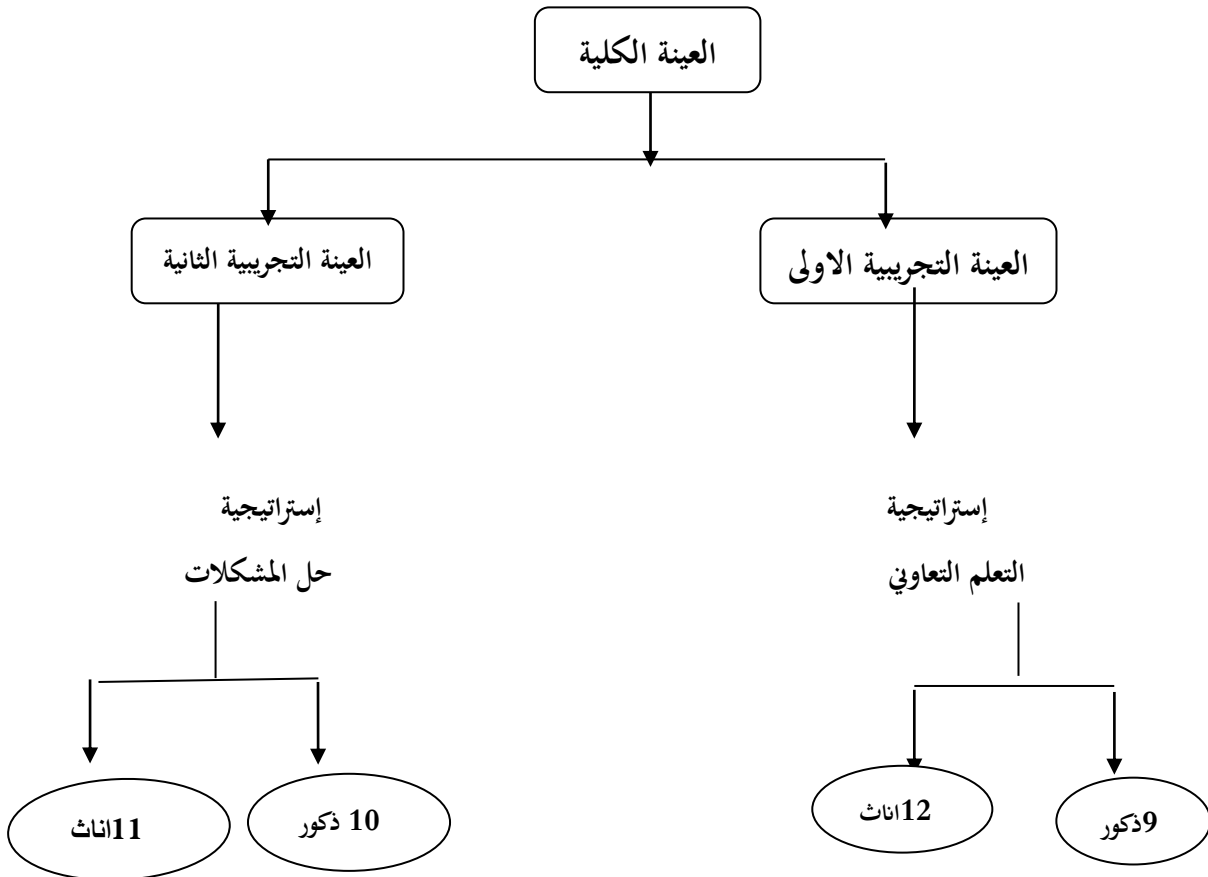 العينة الكلية
العينة التجريبية الاولى
العينة التجريبية الثانية
إستراتيجية
التعلم التعاوني
إستراتيجية
حل المشكلات
9ذكور
12اناث
10 ذكور
11اناث